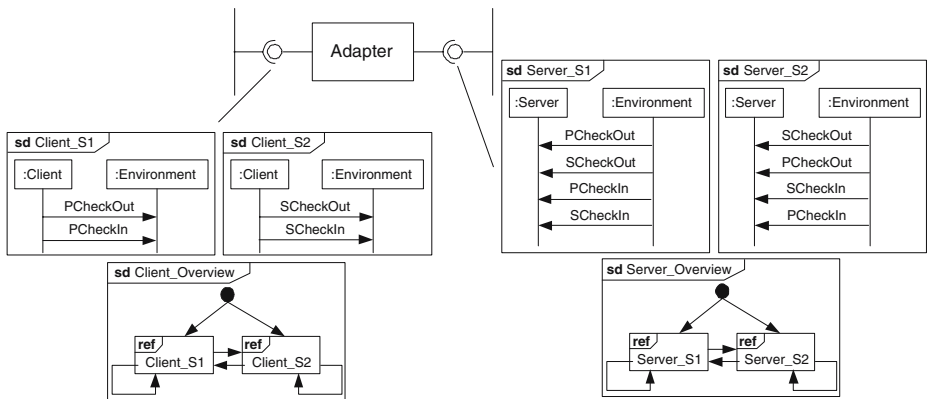 Adapter
sd Server_S1
:Server
:Environment
PCheckOut
SCheckOut
PCheckIn
SCheckIn
sd Server_S2
:Server
:Environment
SCheckOut
PCheckOut
SCheckIn
PCheckIn
sd Client_S1
:Client
:Environment
PCheckOut
PCheckIn
sd Client_S2
:Client
:Environment
SCheckOut
SCheckIn
sd Client_Overview
ref
Client_S1
ref
Client_S2
sd Server_Overview
ref
Server_S1
ref
Server_S2